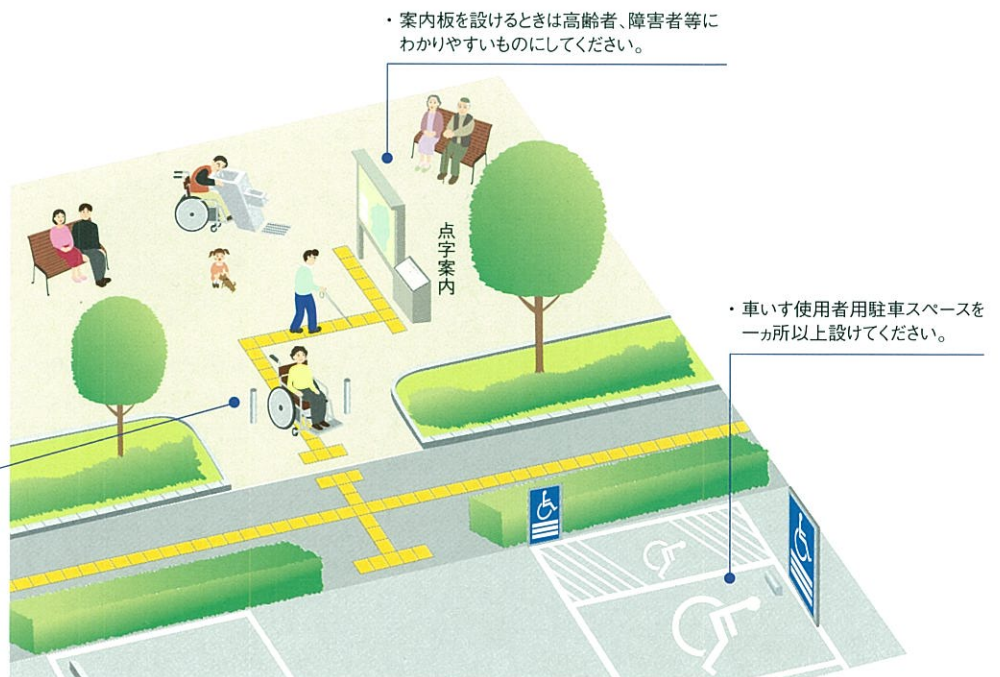 ・案内板を設けるときは高齢者、障害者等に
わかりやすいものにしてください。
点字案内
・車いす使用者用駐車スペースを
一ヵ所以上設けてください。